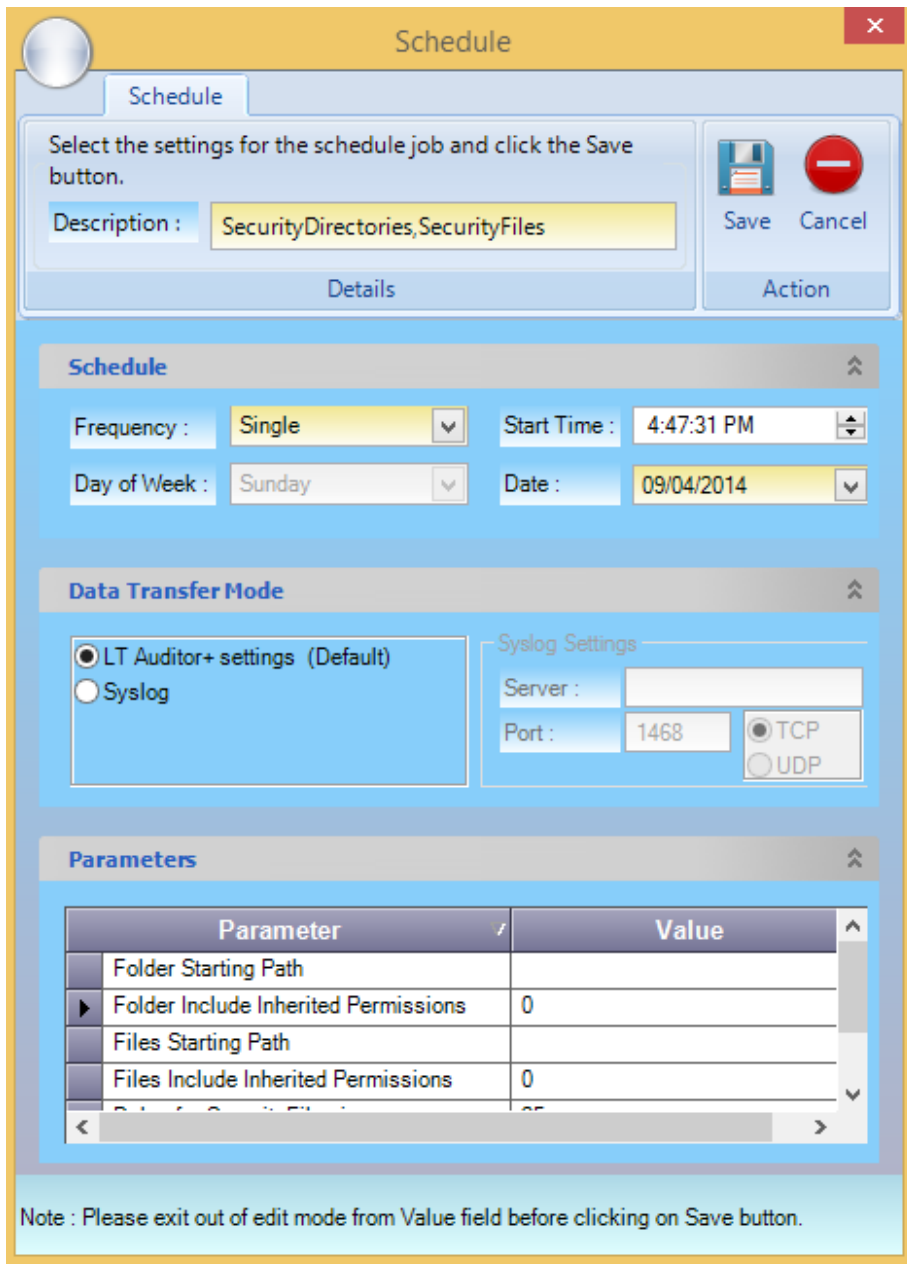 Schedule
Schedule
Select the settings for the schedule job and click the Save
button.
Description : SecurityDirectories,SecurityFiles
Save Cancel
Details
Action
Schedule
Frequency : Single Start Time : 4:47:31 PM
Day of Week : Sunday Date : 09/04/2014
Data Transfer Mode
LT Auditor+ settings (Default)
Syslog
Syslog Settings
Server :
Port : 1468 TCP
UDP
Parameters
Parameter Value
Folder Starting Path
Folder Include Inherited Permissions 0
Files Starting Path
Files Include Inherited Permissions 0
Note : Please exit out of edit mode from Value field before clicking on Save button.